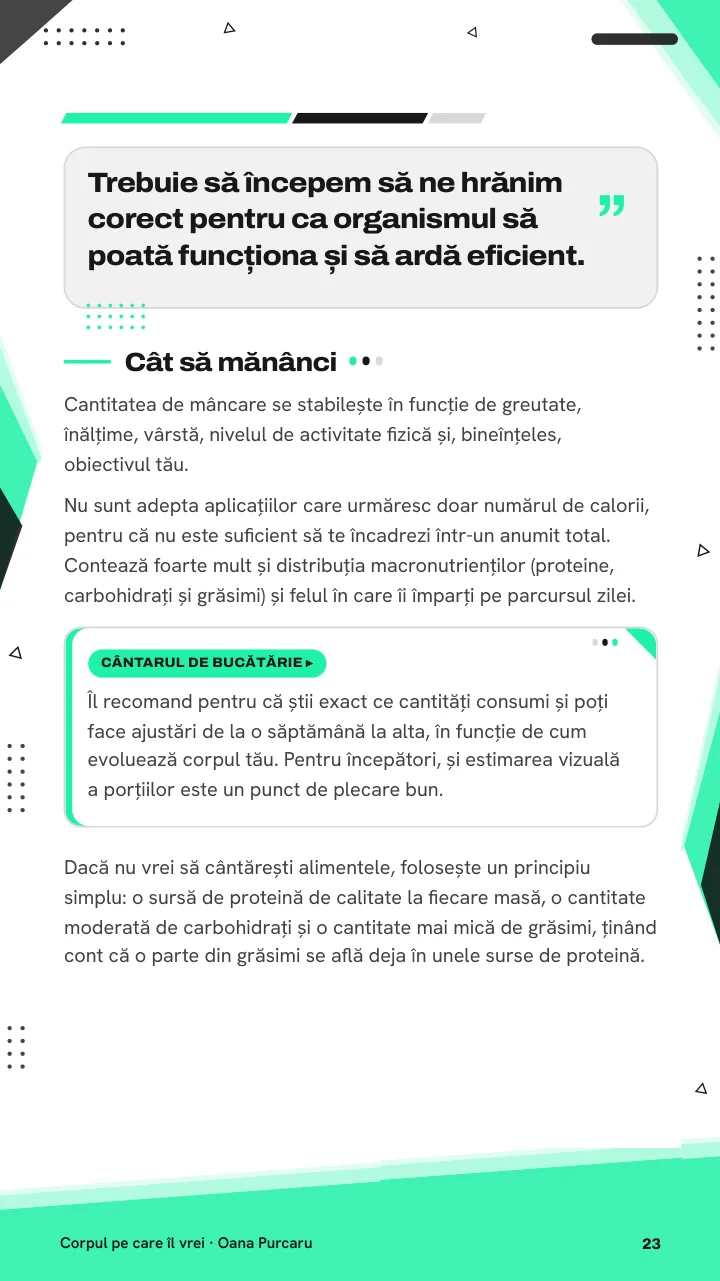 Trebuie să începem să ne hrănim
corect pentru ca organismul să
poată funcționa și să ardă eficient.
”
Cât să mănânci
Cantitatea de mâncare se stabilește în funcție de greutate,
înălțime, vârstă, nivelul de activitate fizică și, bineînțeles,
obiectivul tău.
Nu sunt adepta aplicațiilor care urmăresc doar numărul de calorii,
pentru că nu este suficient să te încadrezi într-un anumit total.
Contează foarte mult și distribuția macronutrienților (proteine,
carbohidrați și grăsimi) și felul în care îi împarți pe parcursul zilei.
CÂNTARUL DE BUCĂTĂRIE ▸
Îl recomand pentru că știi exact ce cantități consumi și poți
face ajustări de la o săptămână la alta, în funcție de cum
evoluează corpul tău. Pentru începători, și estimarea vizuală
a porțiilor este un punct de plecare bun.
Dacă nu vrei să cântărești alimentele, folosește un principiu
simplu: o sursă de proteină de calitate la fiecare masă, o cantitate
moderată de carbohidrați și o cantitate mai mică de grăsimi, ținând
cont că o parte din grăsimi se află deja în unele surse de proteină.
Corpul pe care îl vrei · Oana Purcaru
23